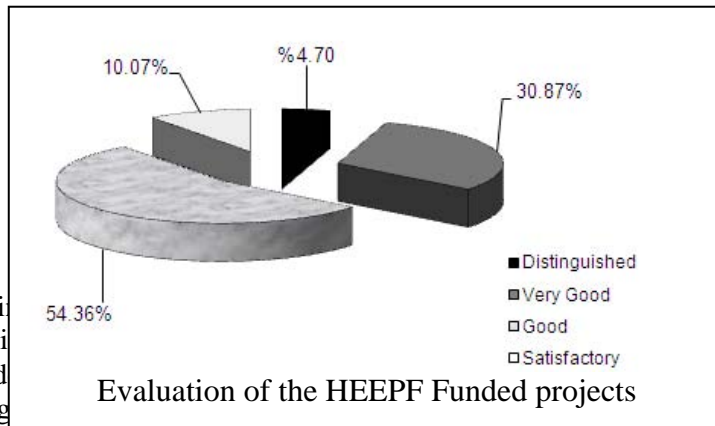 %4.70
10.07%
30.87%
54.36%
Distinguished
Very Good
Good
Satisfactory
Evaluation of the HEEPF Funded projects